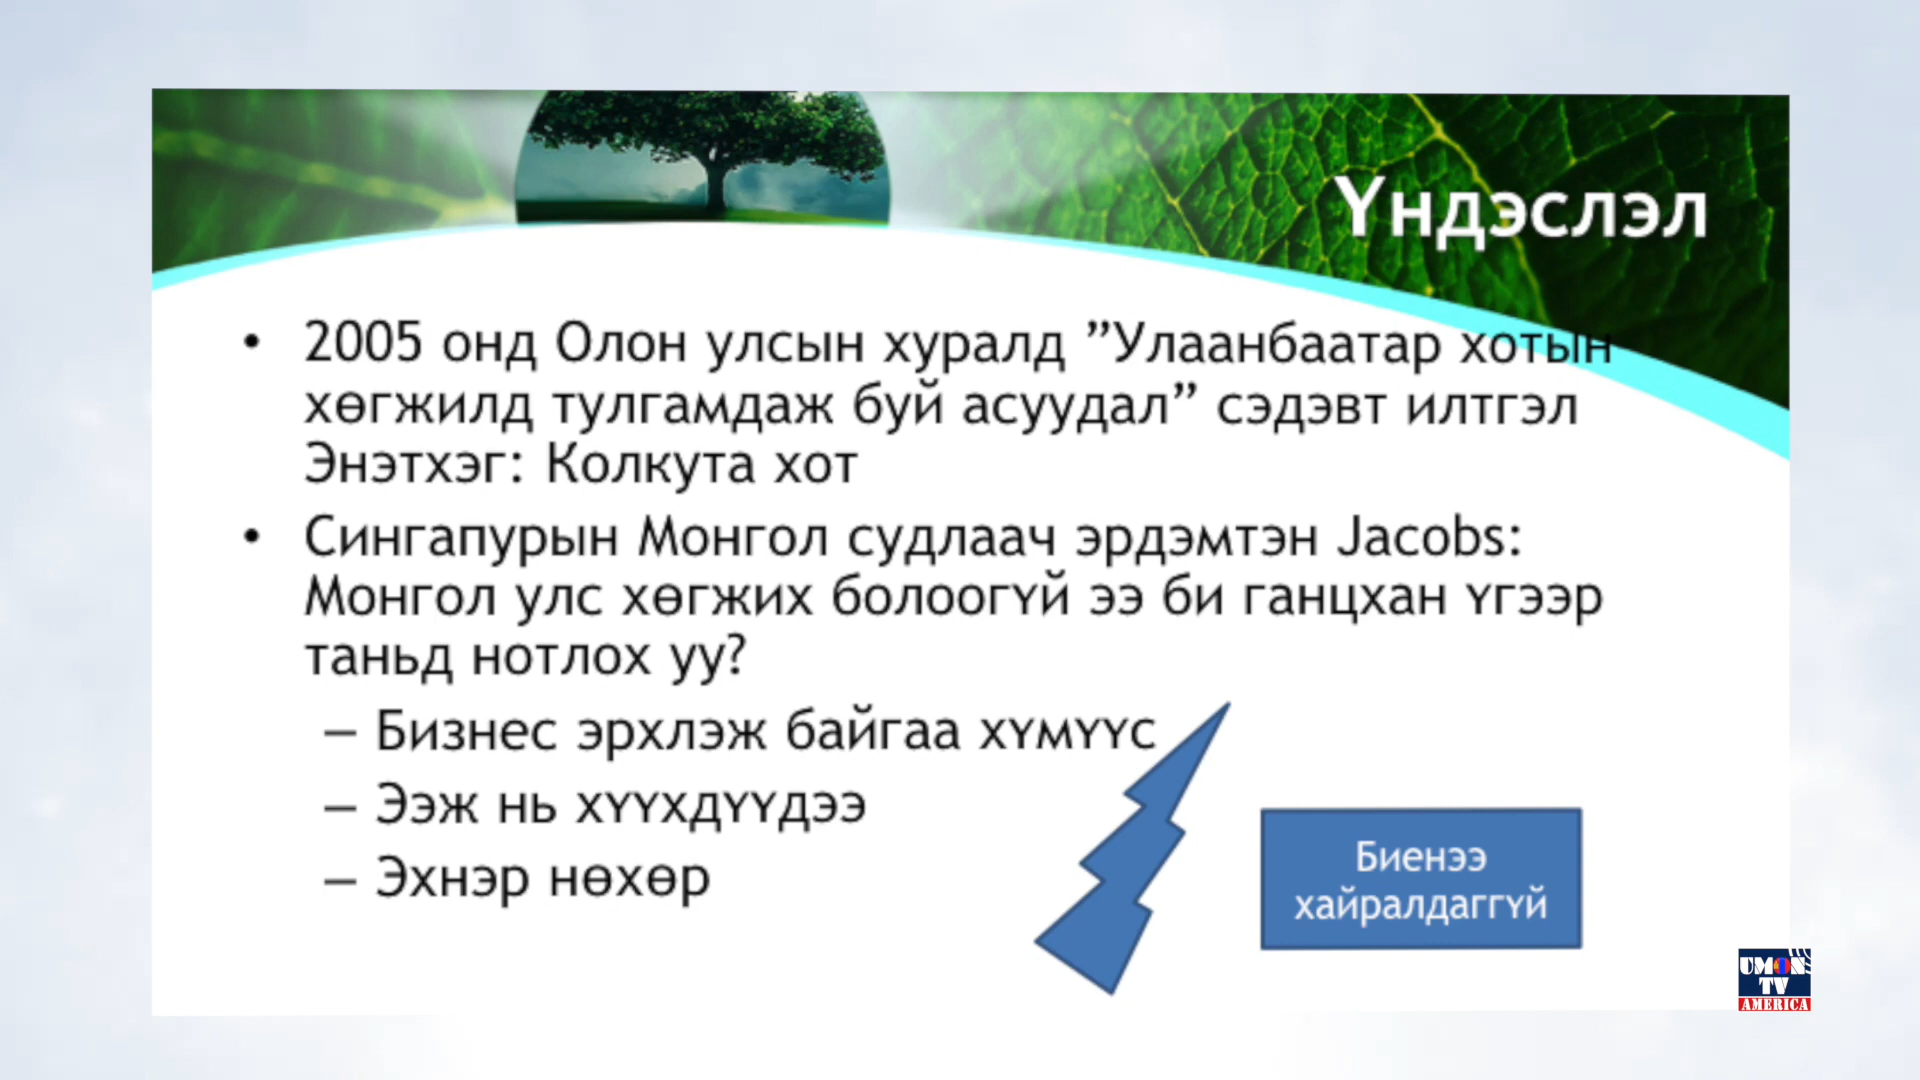 Үндэслэл
• 2005 онд Олон улсын хуралд ”Улаанбаатар хотын
хөгжилд тулгамдаж буй асуудал” сэдэвт илтгэл
Энэтхэг: Колкута хот
• Сингапурын Монгол судлаач эрдэмтэн Jacobs:
Монгол улс хөгжих болоогүй ээ би ганцхан үгээр
таньд нотлох уу?
– Бизнес эрхлэж байгаа хүмүүс
– Ээж нь хүүхдүүдээ
– Эхнэр нөхөр
Биенээ
хайралдаггүй
UMON
TV
AMERICA